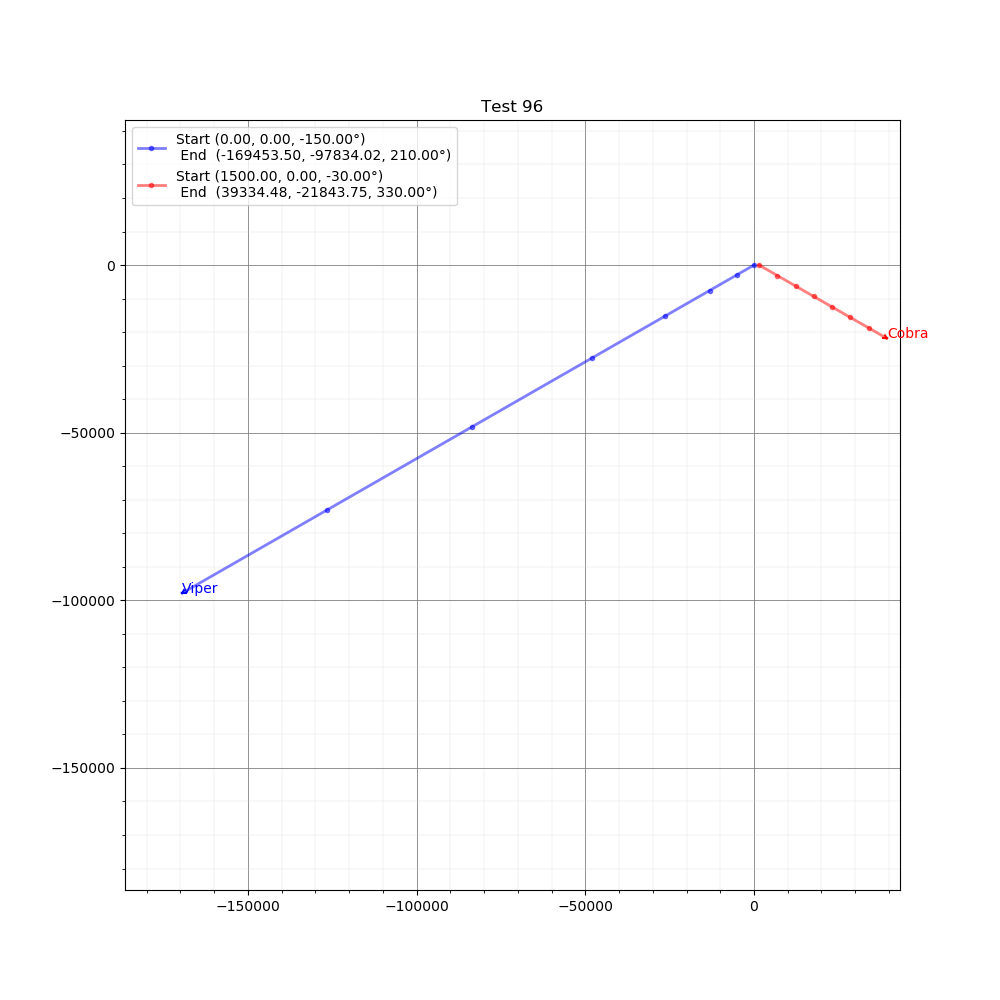 Test 96
Start (0.00, 0.00, -150.00°)
End  (-169453.50, -97834.02, 210.00°)
Start (1500.00, 0.00, -30.00°)
End  (39334.48, -21843.75, 330.00°)
0
−50000
−100000
−150000
Cobra
Viper
−150000
−100000
−50000
0